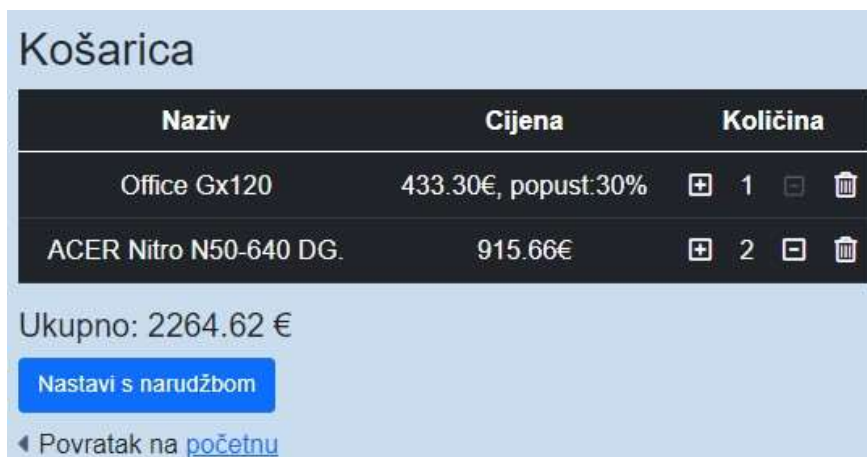 Košarica
Naziv Cijena Količina
Office Gx120 433.30€, popust:30% 1
ACER Nitro N50-640 DG. 915.66€ 2
Ukupno: 2264.62 €
Nastavi s narudžbom
Povratak na početnu